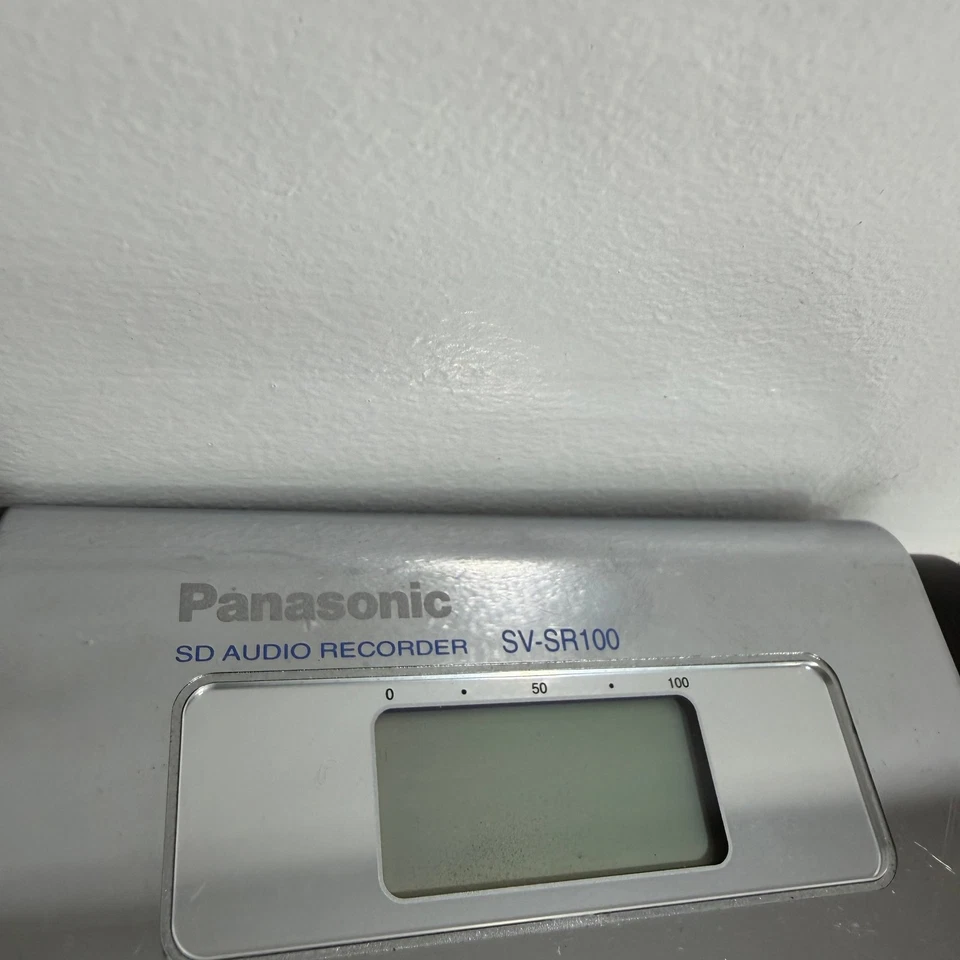 Panasonic
SD AUDIO RECORDER SV-SR100
0 • 50 • 100